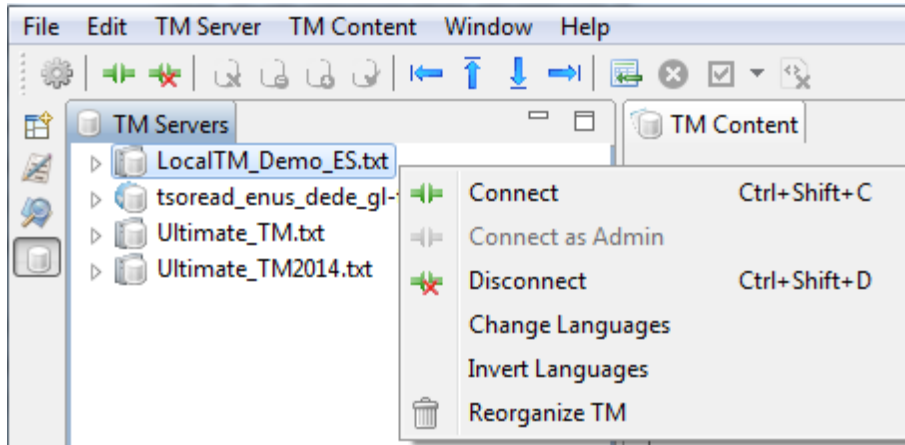 File Edit TM Server TM Content Window Help
TM Servers
TM Content
LocalTM_Demo_ES.txt
tsoread_enus_dede_gl-
Ultimate_TM.txt
Ultimate_TM2014.txt
Connect Ctrl+Shift+C
Connect as Admin
Disconnect Ctrl+Shift+D
Change Languages
Invert Languages
Reorganize TM